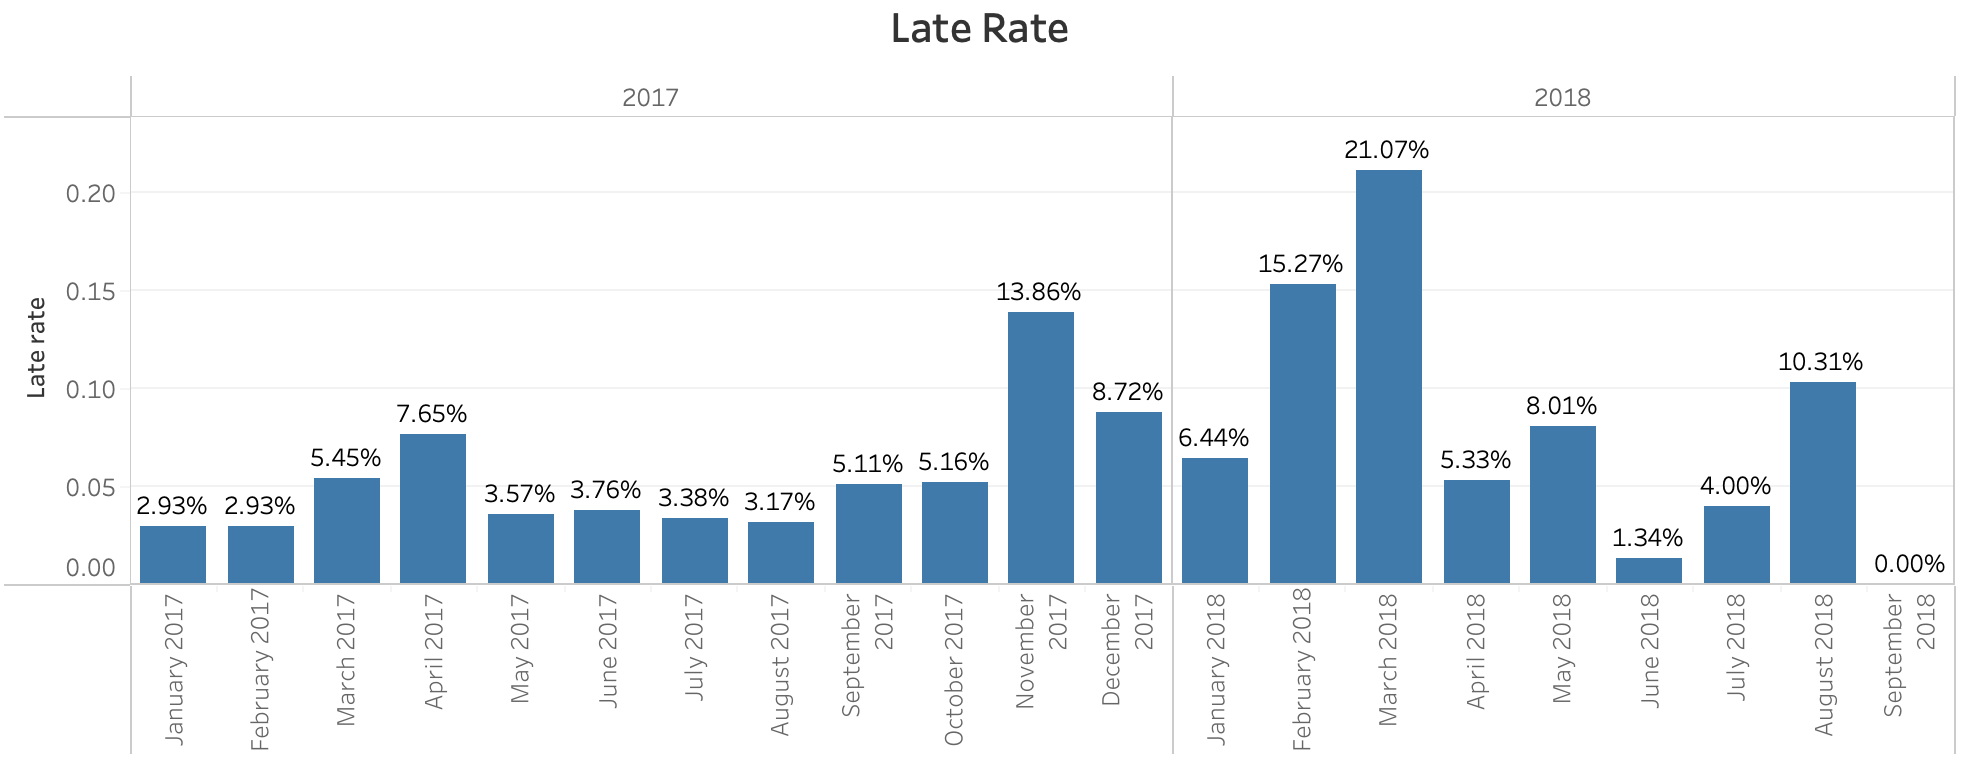 Late Rate
2017
2018
Late rate
0.20
0.15
0.10
0.05
0.00
2.93%
2.93%
5.45%
7.65%
3.57%
3.76%
3.38%
3.17%
5.11%
5.16%
13.86%
8.72%
6.44%
15.27%
21.07%
5.33%
8.01%
1.34%
4.00%
10.31%
0.00%
January 2017
February 2017
March 2017
April 2017
May 2017
June 2017
July 2017
August 2017
September
2017
October 2017
November
2017
December
2017
January 2018
February 2018
March 2018
April 2018
May 2018
June 2018
July 2018
August 2018
September
2018